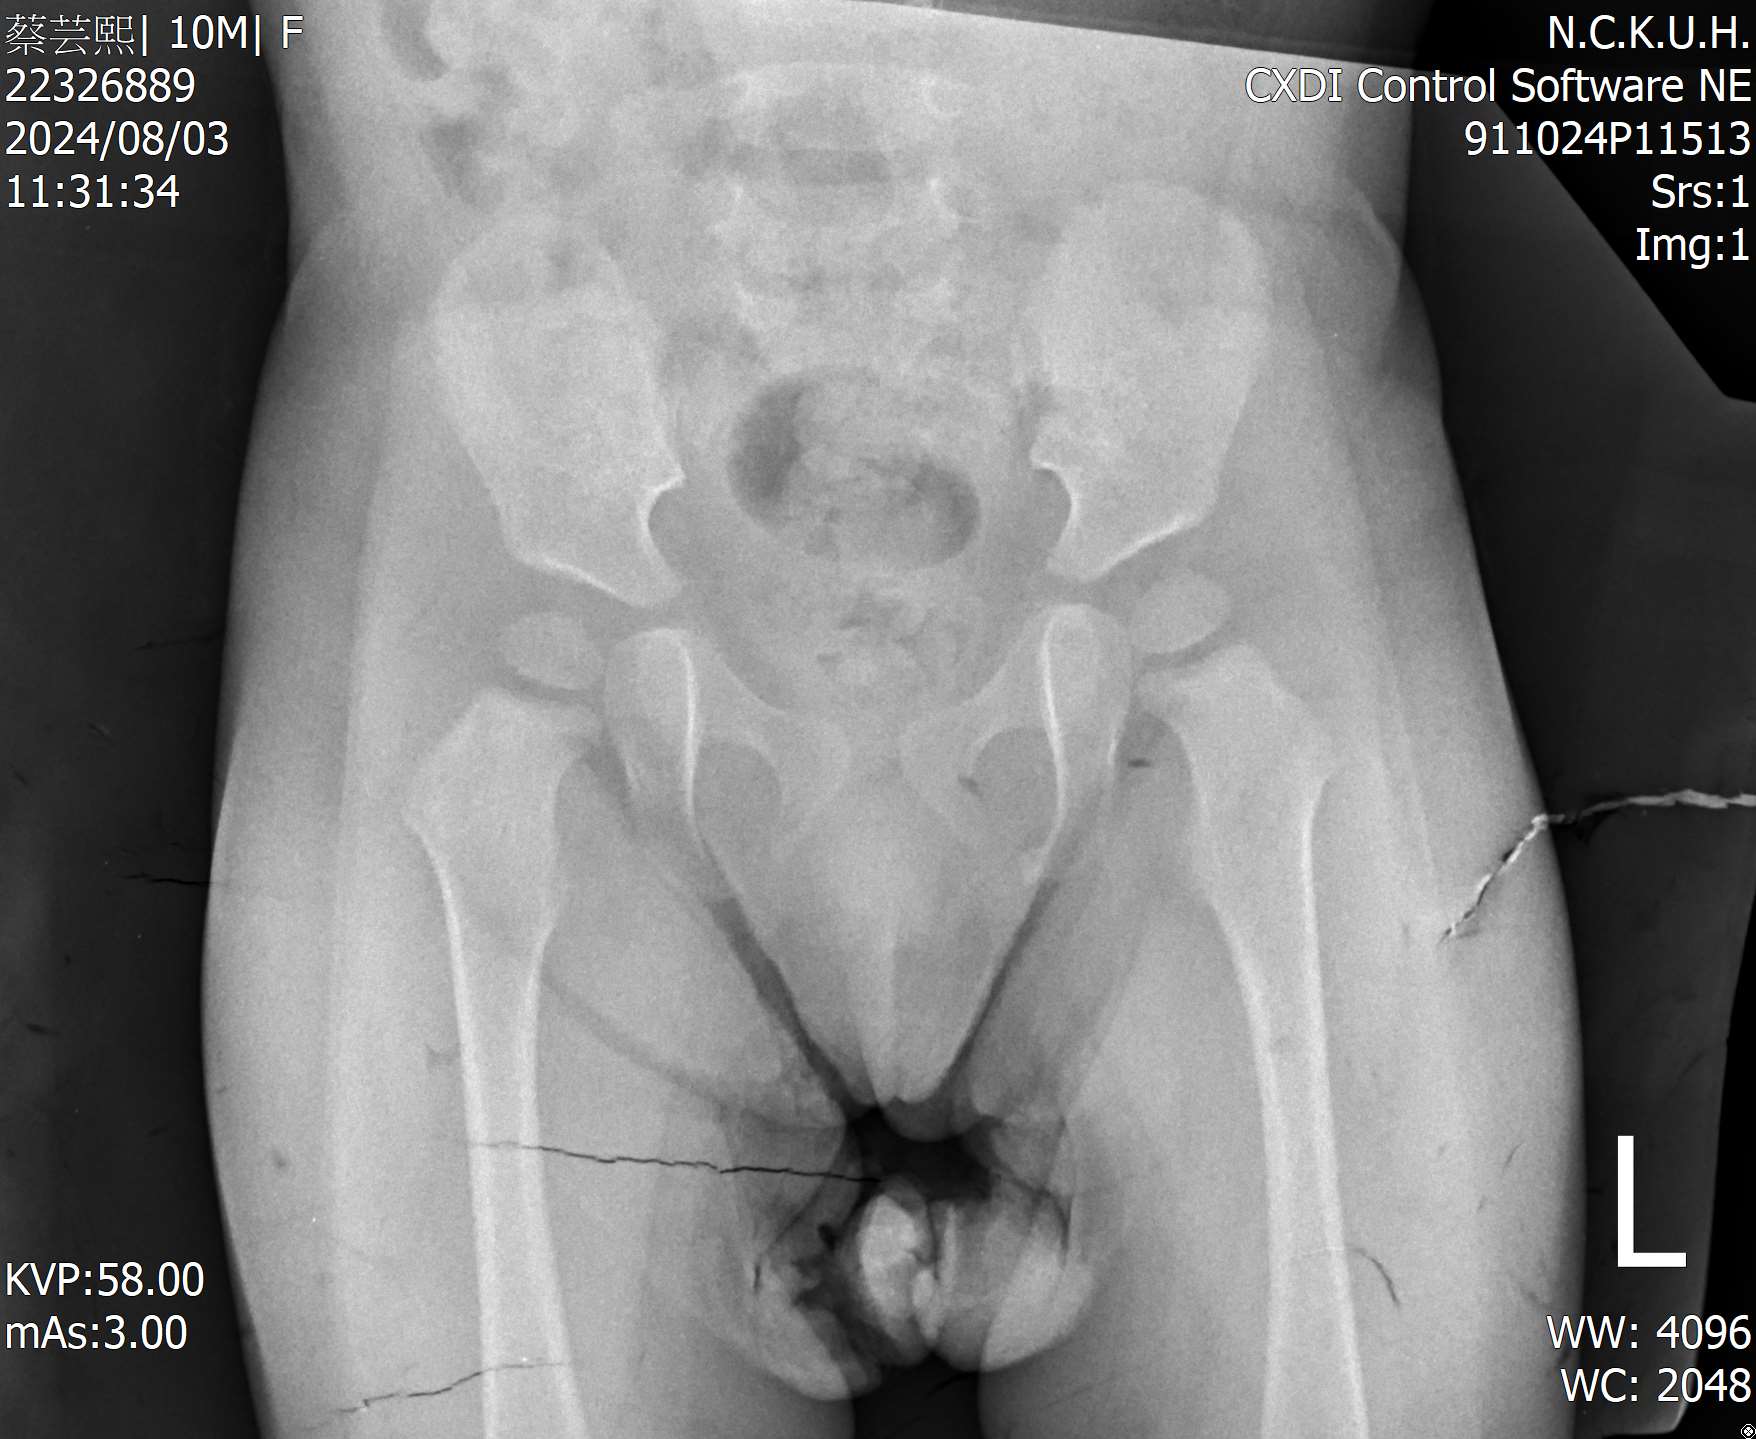 蔡芸熙| 10M| F
22326889
2024/08/03
11:31:34
N.C.K.U.H.
CXDI Control Software NE
911024P11513
Srs:1
Img:1
L
KVP:58.00
mAs:3.00
WW: 4096
WC: 2048